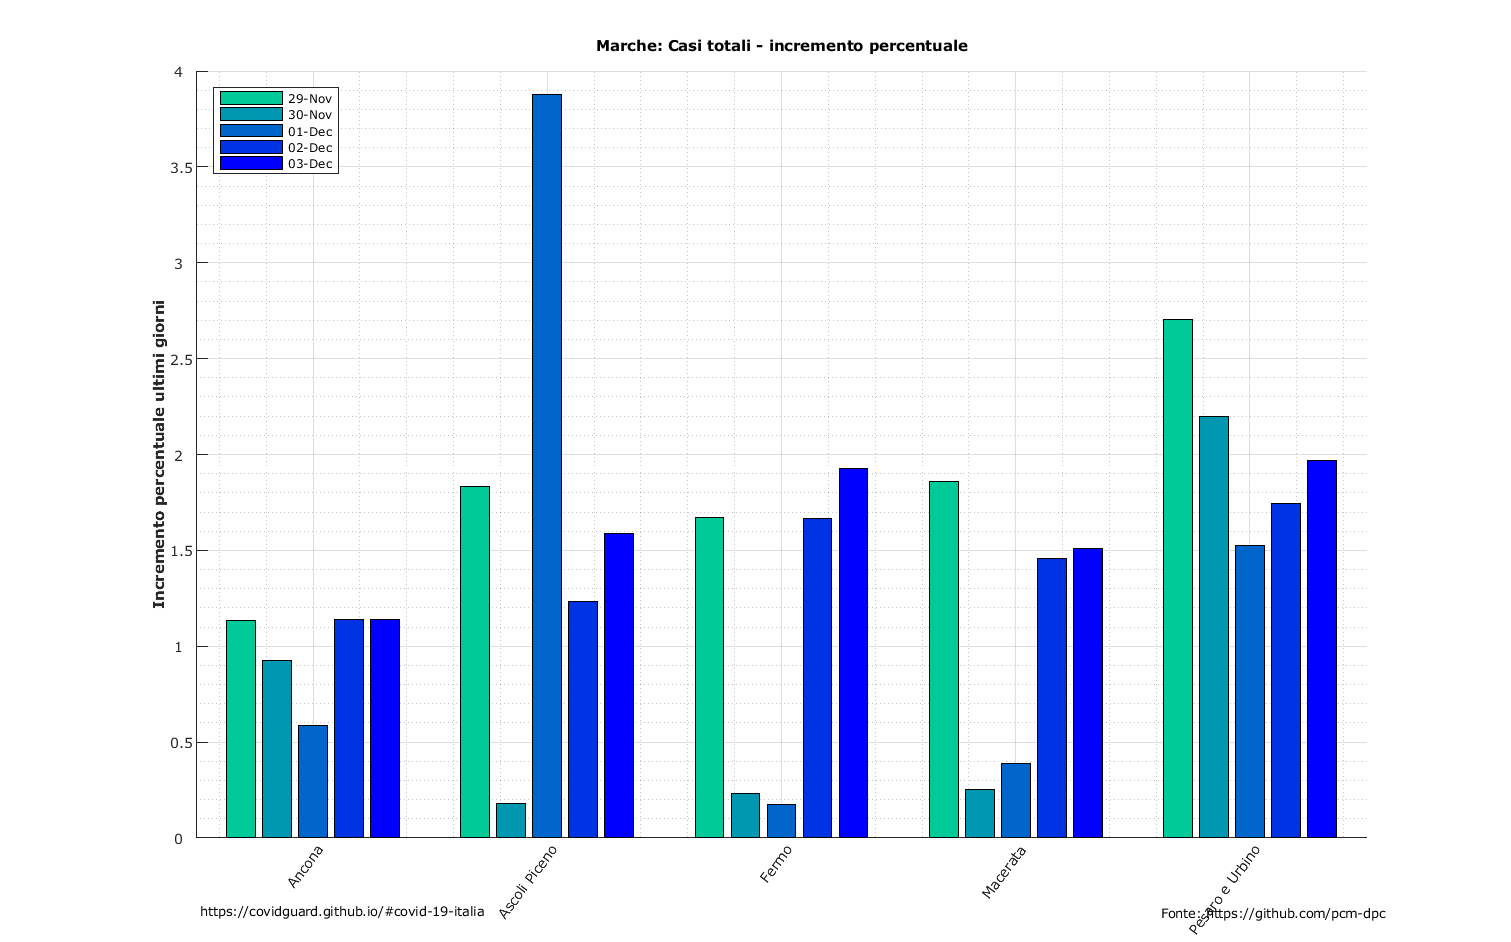 Marche: Casi totali - incremento percentuale
4
3.5
3
2.5
2
1.5
1
0.5
0
29-Nov
30-Nov
01-Dec
02-Dec
03-Dec
Incremento percentuale ultimi giorni
Ancona
Ascoli Piceno
Fermo
Macerata
Pesaro e Urbino
https://covidguard.github.io/#covid-19-italia
Fonte: https://github.com/pcm-dpc